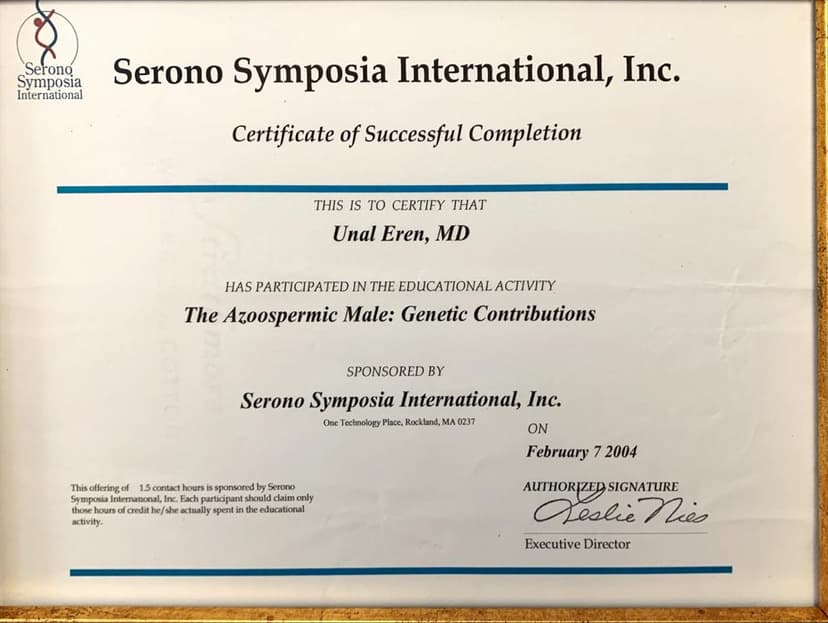 Serono
Symposia
International
Serono Symposia International, Inc.
Certificate of Successful Completion
THIS IS TO CERTIFY THAT
Unal Eren, MD
HAS PARTICIPATED IN THE EDUCATIONAL ACTIVITY
The Azoospermic Male: Genetic Contributions
SPONSORED BY
Serono Symposia International, Inc.
One Technology Place, Rockland, MA 0237
ON
February 7 2004
This offering of 1.5 contact hours is sponsored by Serono
Symposia International, Inc. Each participant should claim only
those hours of credit he/she actually spent in the educational
activity.
AUTHORIZED SIGNATURE
Leslie Nies
Executive Director